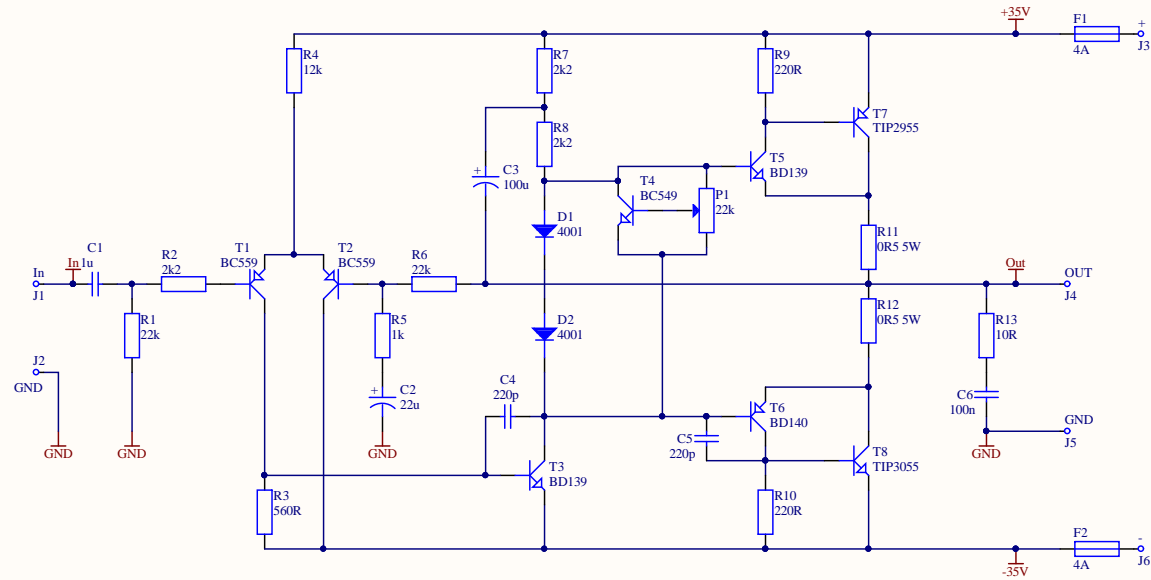 +35V
F1
+
4A
J3
R4
12k
R7
2k2
R9
220R
T7
TIP2955
R8
2k2
T5
BD139
C3
+
100u
T4
BC549
P1
22k
D1
4001
R11
0R5 5W
In
J1
In
C1
1u
R2
2k2
T1
BC559
T2
BC559
R6
22k
Out
OUT
J4
R1
22k
R5
1k
D2
4001
R12
0R5 5W
R13
10R
J2
GND
C4
220p
+
C2
22u
T6
BD140
C6
100n
GND
J5
C5
220p
GND
GND
GND
GND
T8
TIP3055
T3
BD139
R3
560R
R10
220R
F2
-
4A
J6
-35V